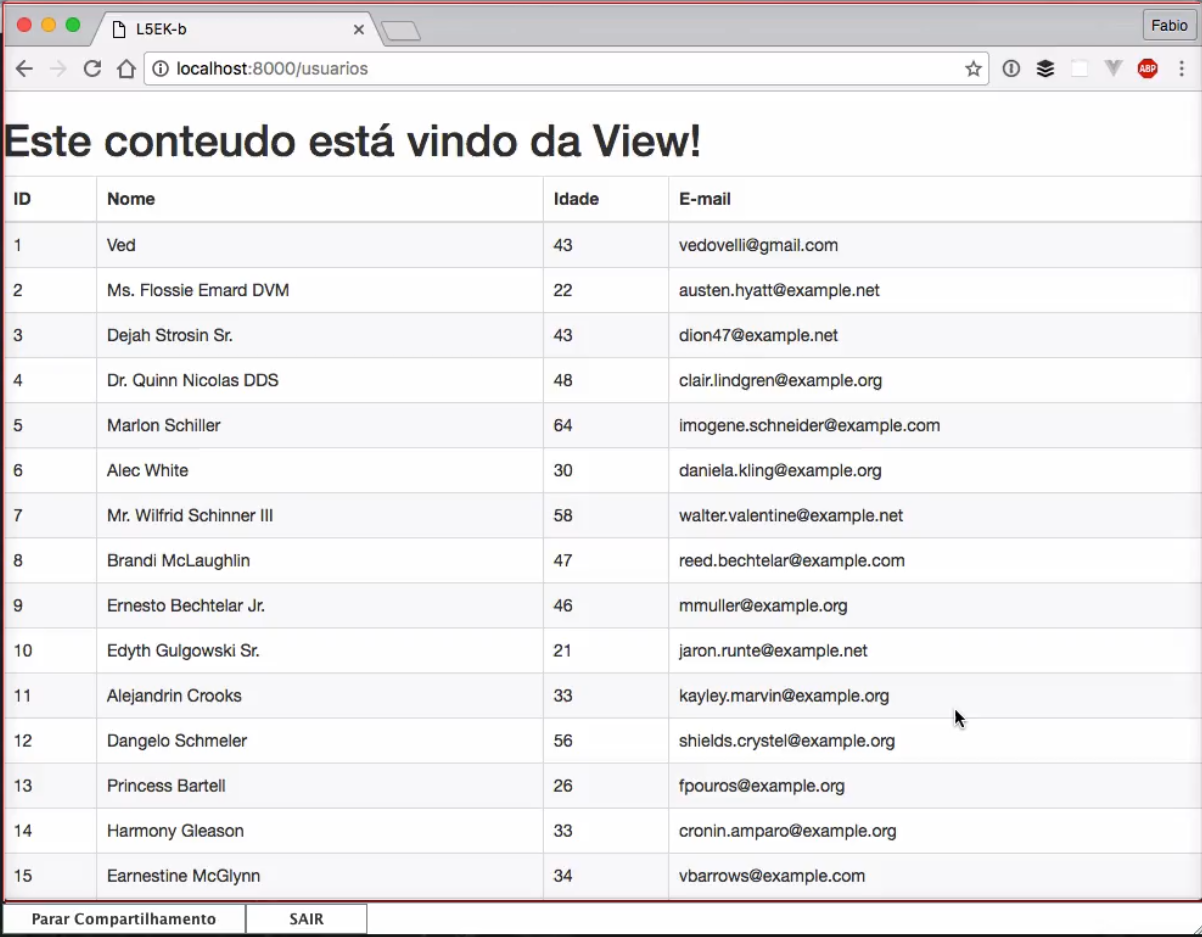 L5EK-b
Fabio
localhost:8000/usuarios
ABP
Este conteudo está vindo da View!
ID Nome Idade E-mail
1 Ved 43 vedovelli@gmail.com
2 Ms. Flossie Emard DVM 22 austen.hyatt@example.net
3 Dejah Strosin Sr. 43 dion47@example.net
4 Dr. Quinn Nicolas DDS 48 clair.lindgren@example.org
5 Marlon Schiller 64 imogene.schneider@example.com
6 Alec White 30 daniela.kling@example.org
7 Mr. Wilfrid Schinner III 58 walter.valentine@example.net
8 Brandi McLaughlin 47 reed.bechtelar@example.com
9 Ernesto Bechtelar Jr. 46 mmuller@example.org
10 Edyth Gulgowski Sr. 21 jaron.runte@example.net
11 Alejandrin Crooks 33 kayley.marvin@example.org
12 Dangelo Schmeler 56 shields.crystel@example.org
13 Princess Bartell 26 fpouros@example.org
14 Harmony Gleason 33 cronin.amparo@example.org
15 Earnestine McGlynn 34 vbarrows@example.com
Parar Compartilhamento SAIR